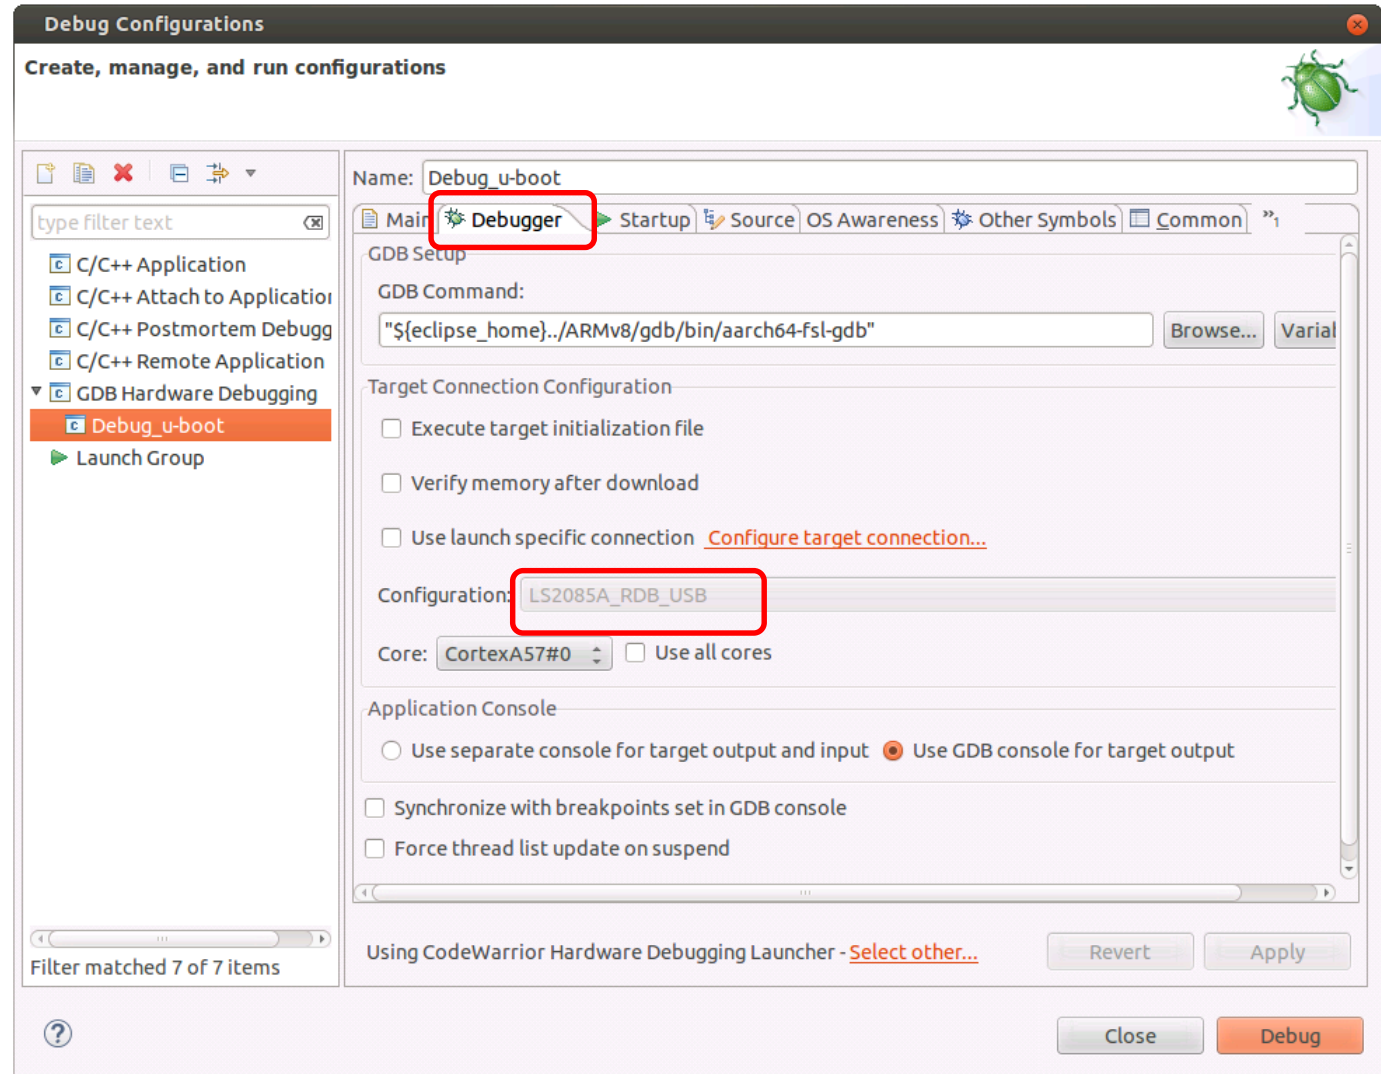 Debug Configurations
Create, manage, and run configurations
Name: Debug_u-boot
type filter text
Main Debugger Startup Source OS Awareness Other Symbols Common »1
C/C++ Application
C/C++ Attach to Application
C/C++ Postmortem Debugg
C/C++ Remote Application
GDB Hardware Debugging
Debug_u-boot
Launch Group
GDB Setup
GDB Command:
"${eclipse_home}../ARMv8/gdb/bin/aarch64-fsl-gdb" Browse... Varial
Target Connection Configuration
Execute target initialization file
Verify memory after download
Use launch specific connection Configure target connection...
Configuration: LS2085A_RDB_USB
Core: CortexA57#0 Use all cores
Application Console
Use separate console for target output and input Use GDB console for target output
Synchronize with breakpoints set in GDB console
Force thread list update on suspend
Filter matched 7 of 7 items
Using CodeWarrior Hardware Debugging Launcher - Select other... Revert Apply
? Close Debug